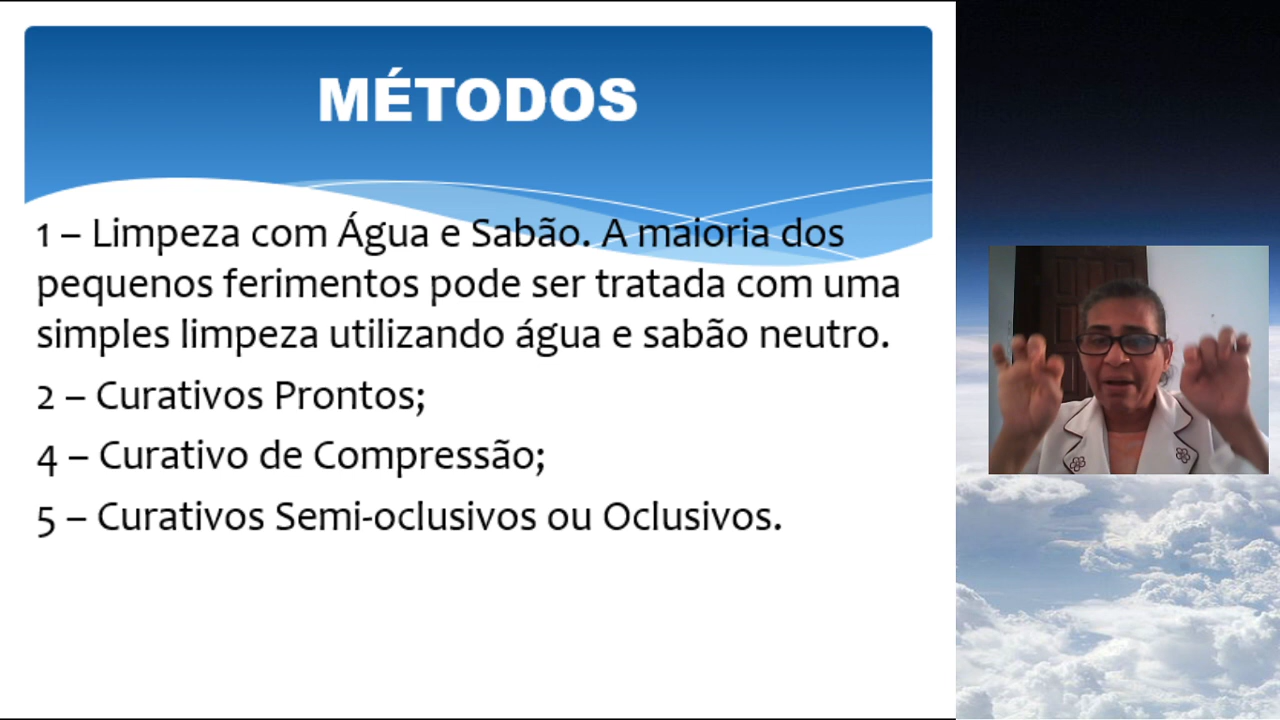 MÉTODOS
1 – Limpeza com Água e Sabão. A maioria dos
pequenos ferimentos pode ser tratada com uma
simples limpeza utilizando água e sabão neutro.
2 – Curativos Prontos;
4 – Curativo de Compressão;
5 – Curativos Semi-oclusivos ou Oclusivos.